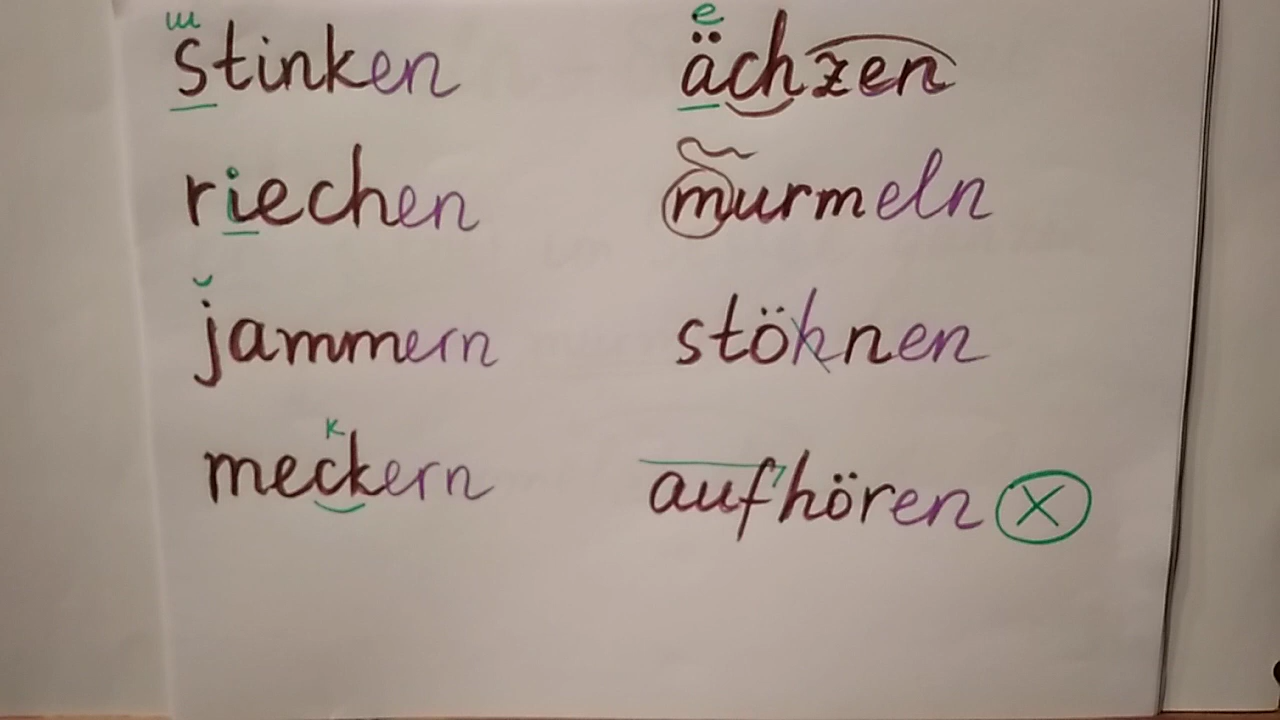 ш e
stinken ächzen
riechen murmeln
jammern stöhnen
к
meckern aufhören X